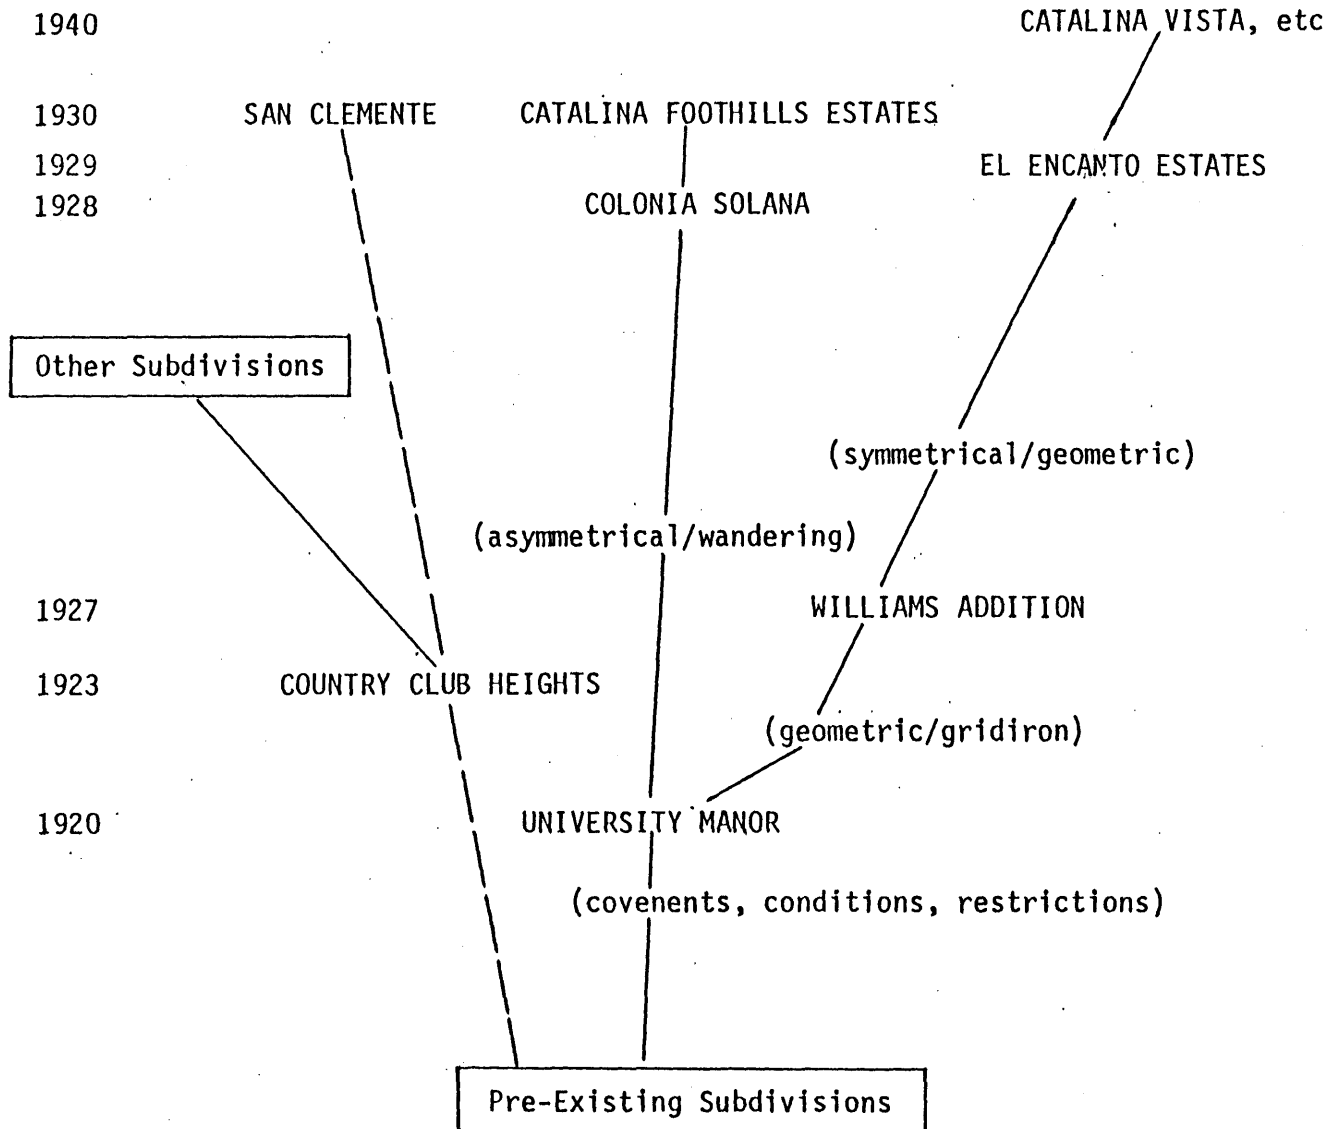 1940 CATALINA VISTA, etc
1930 SAN CLEMENTE CATALINA FOOTHILLS ESTATES
1929 EL ENCANTO ESTATES
1928 COLONIA SOLANA
Other Subdivisions
(symmetrical/geometric)
(asymmetrical/wandering)
1927 WILLIAMS ADDITION
1923 COUNTRY CLUB HEIGHTS
(geometric/gridiron)
1920 UNIVERSITY MANOR
(covenents, conditions, restrictions)
Pre-Existing Subdivisions